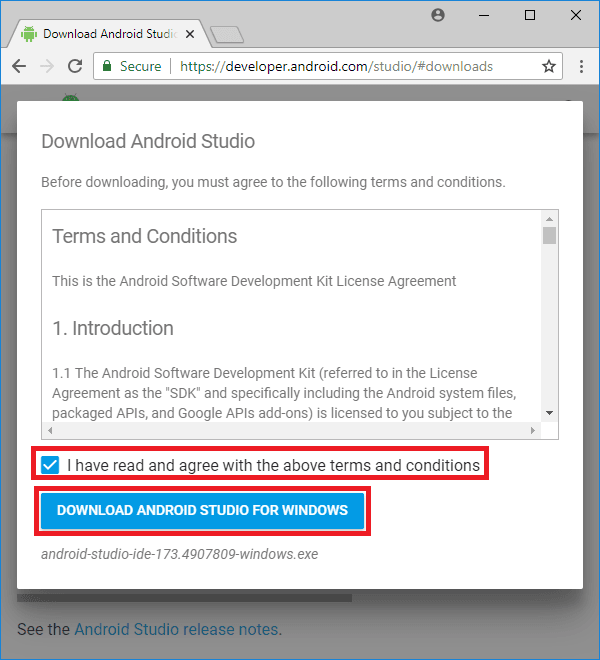 Download Android Studio
Secure
https://developer.android.com/studio/#downloads
Download Android Studio
Before downloading, you must agree to the following terms and conditions.
Terms and Conditions
This is the Android Software Development Kit License Agreement
1. Introduction
1.1 The Android Software Development Kit (referred to in the License
Agreement as the "SDK" and specifically including the Android system files,
packaged APIs, and Google APIs add-ons) is licensed to you subject to the
I have read and agree with the above terms and conditions
DOWNLOAD ANDROID STUDIO FOR WINDOWS
android-studio-ide-173.4907809-windows.exe
See the Android Studio release notes.